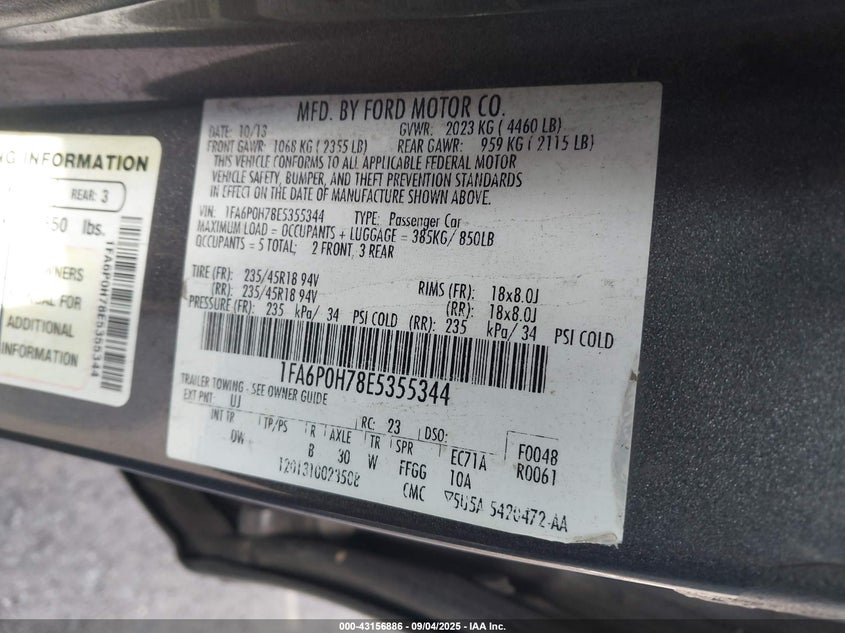 MFD. BY FORD MOTOR CO.
DATE: 10/13 GVWR: 2023 KG ( 4460 LB)
FRONT GAWR: 1068 KG ( 2355 LB) REAR GAWR: 959 KG ( 2115 LB)
THIS VEHICLE CONFORMS TO ALL APPLICABLE FEDERAL MOTOR
VEHICLE SAFETY, BUMPER, AND THEFT PREVENTION STANDARDS
IN EFFECT ON THE DATE OF MANUFACTURE SHOWN ABOVE.
VIN: 1FA6P0H78E5355344 TYPE: Passenger Car
MAXIMUM LOAD = OCCUPANTS + LUGGAGE = 385KG/ 850LB
OCCUPANTS = 5 TOTAL; 2 FRONT, 3 REAR
TIRE (FR): 235/45R18 94V RIMS (FR): 18x8.0J
(RR): 235/45R18 94V (RR): 18x8.0J
PRESSURE (FR): 235 kPa/ 34 PSI COLD (RR): 235 kPa/ 34 PSI COLD
1FA6P0H78E5355344
TRAILER TOWING - SEE OWNER GUIDE
EXT PNT: UJ RC: 23 DSO:
INT TR TP/PS R AXLE TR SPR EC71A F0048
DW B 30 W FFGG 10A R0061
1201310023508 CMC 5U5A 5420472-AA
INFORMATION
REAR: 3
lbs.
1FA6P0H78E5355344
FOR
ADDITIONAL
INFORMATION
000-43156886 - 09/04/2025 - IAA Inc.